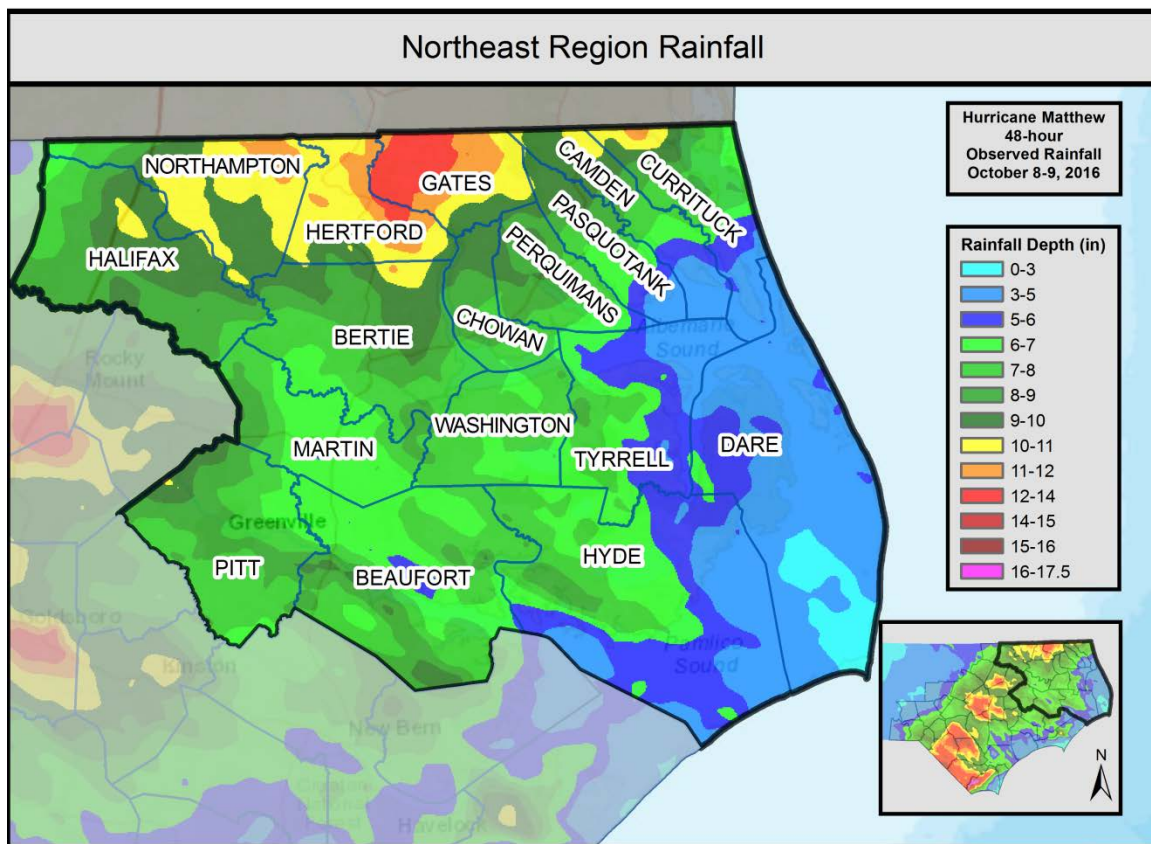 Northeast Region Rainfall
Hurricane Matthew
48-hour
Observed Rainfall
October 8-9, 2016
Rainfall Depth (in)
0-3
3-5
5-6
6-7
7-8
8-9
9-10
10-11
11-12
12-14
14-15
15-16
16-17.5
NORTHAMPTON
GATES
CAMDEN
CURRITUCK
HERTFORD
PASQUOTANK
HALIFAX
PERQUIMANS
BERTIE
CHOWAN
Albemarle
Sound
Rocky
Mount
MARTIN
WASHINGTON
TYRRELL
DARE
Greenville
PITT
BEAUFORT
HYDE
Goldsboro
Kinston
Pamlico
Sound
New Bern
Croatan
National
Forest
Havelock
N